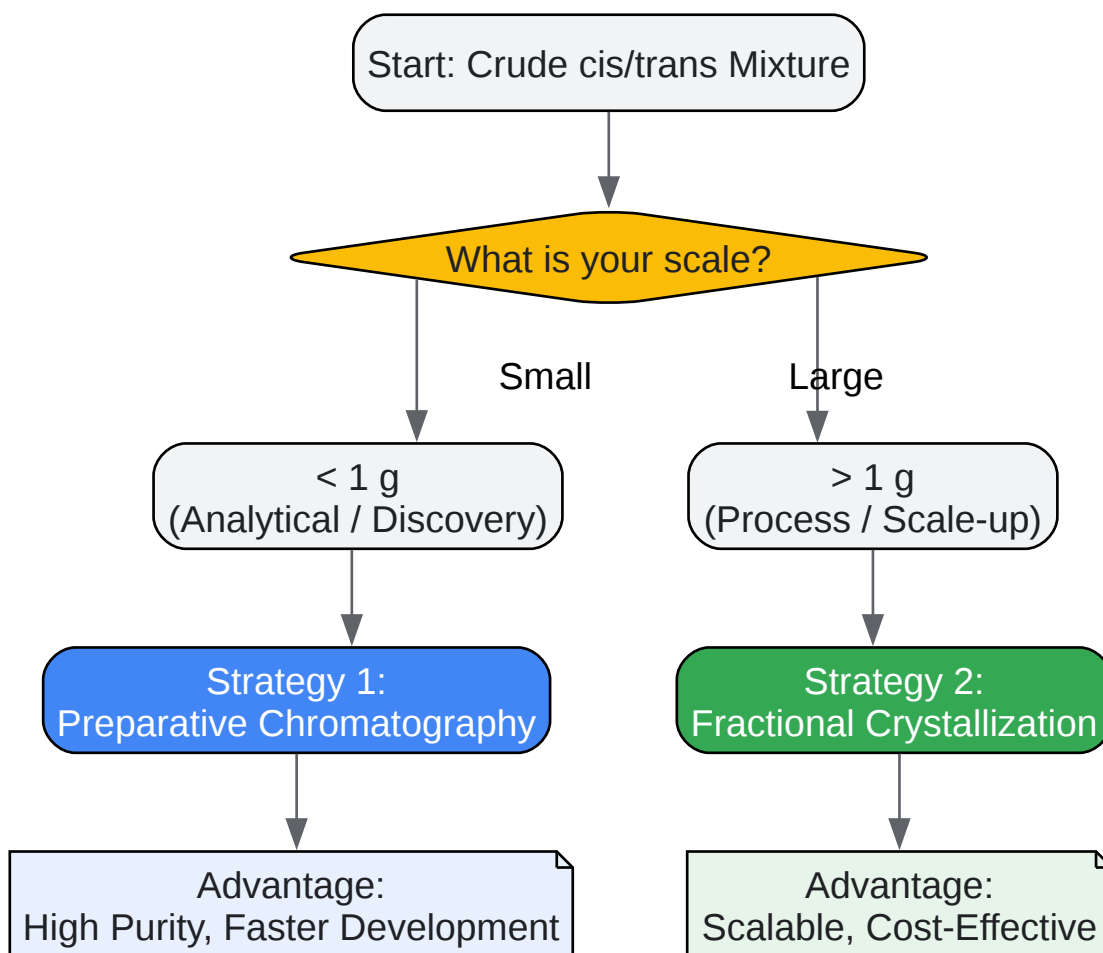 Start: Crude cis/trans Mixture
What is your scale?
Small
Large
< 1 g
(Analytical / Discovery)
> 1 g
(Process / Scale-up)
Strategy 1:
Preparative Chromatography
Strategy 2:
Fractional Crystallization
Advantage:
High Purity, Faster Development
Advantage:
Scalable, Cost-Effective